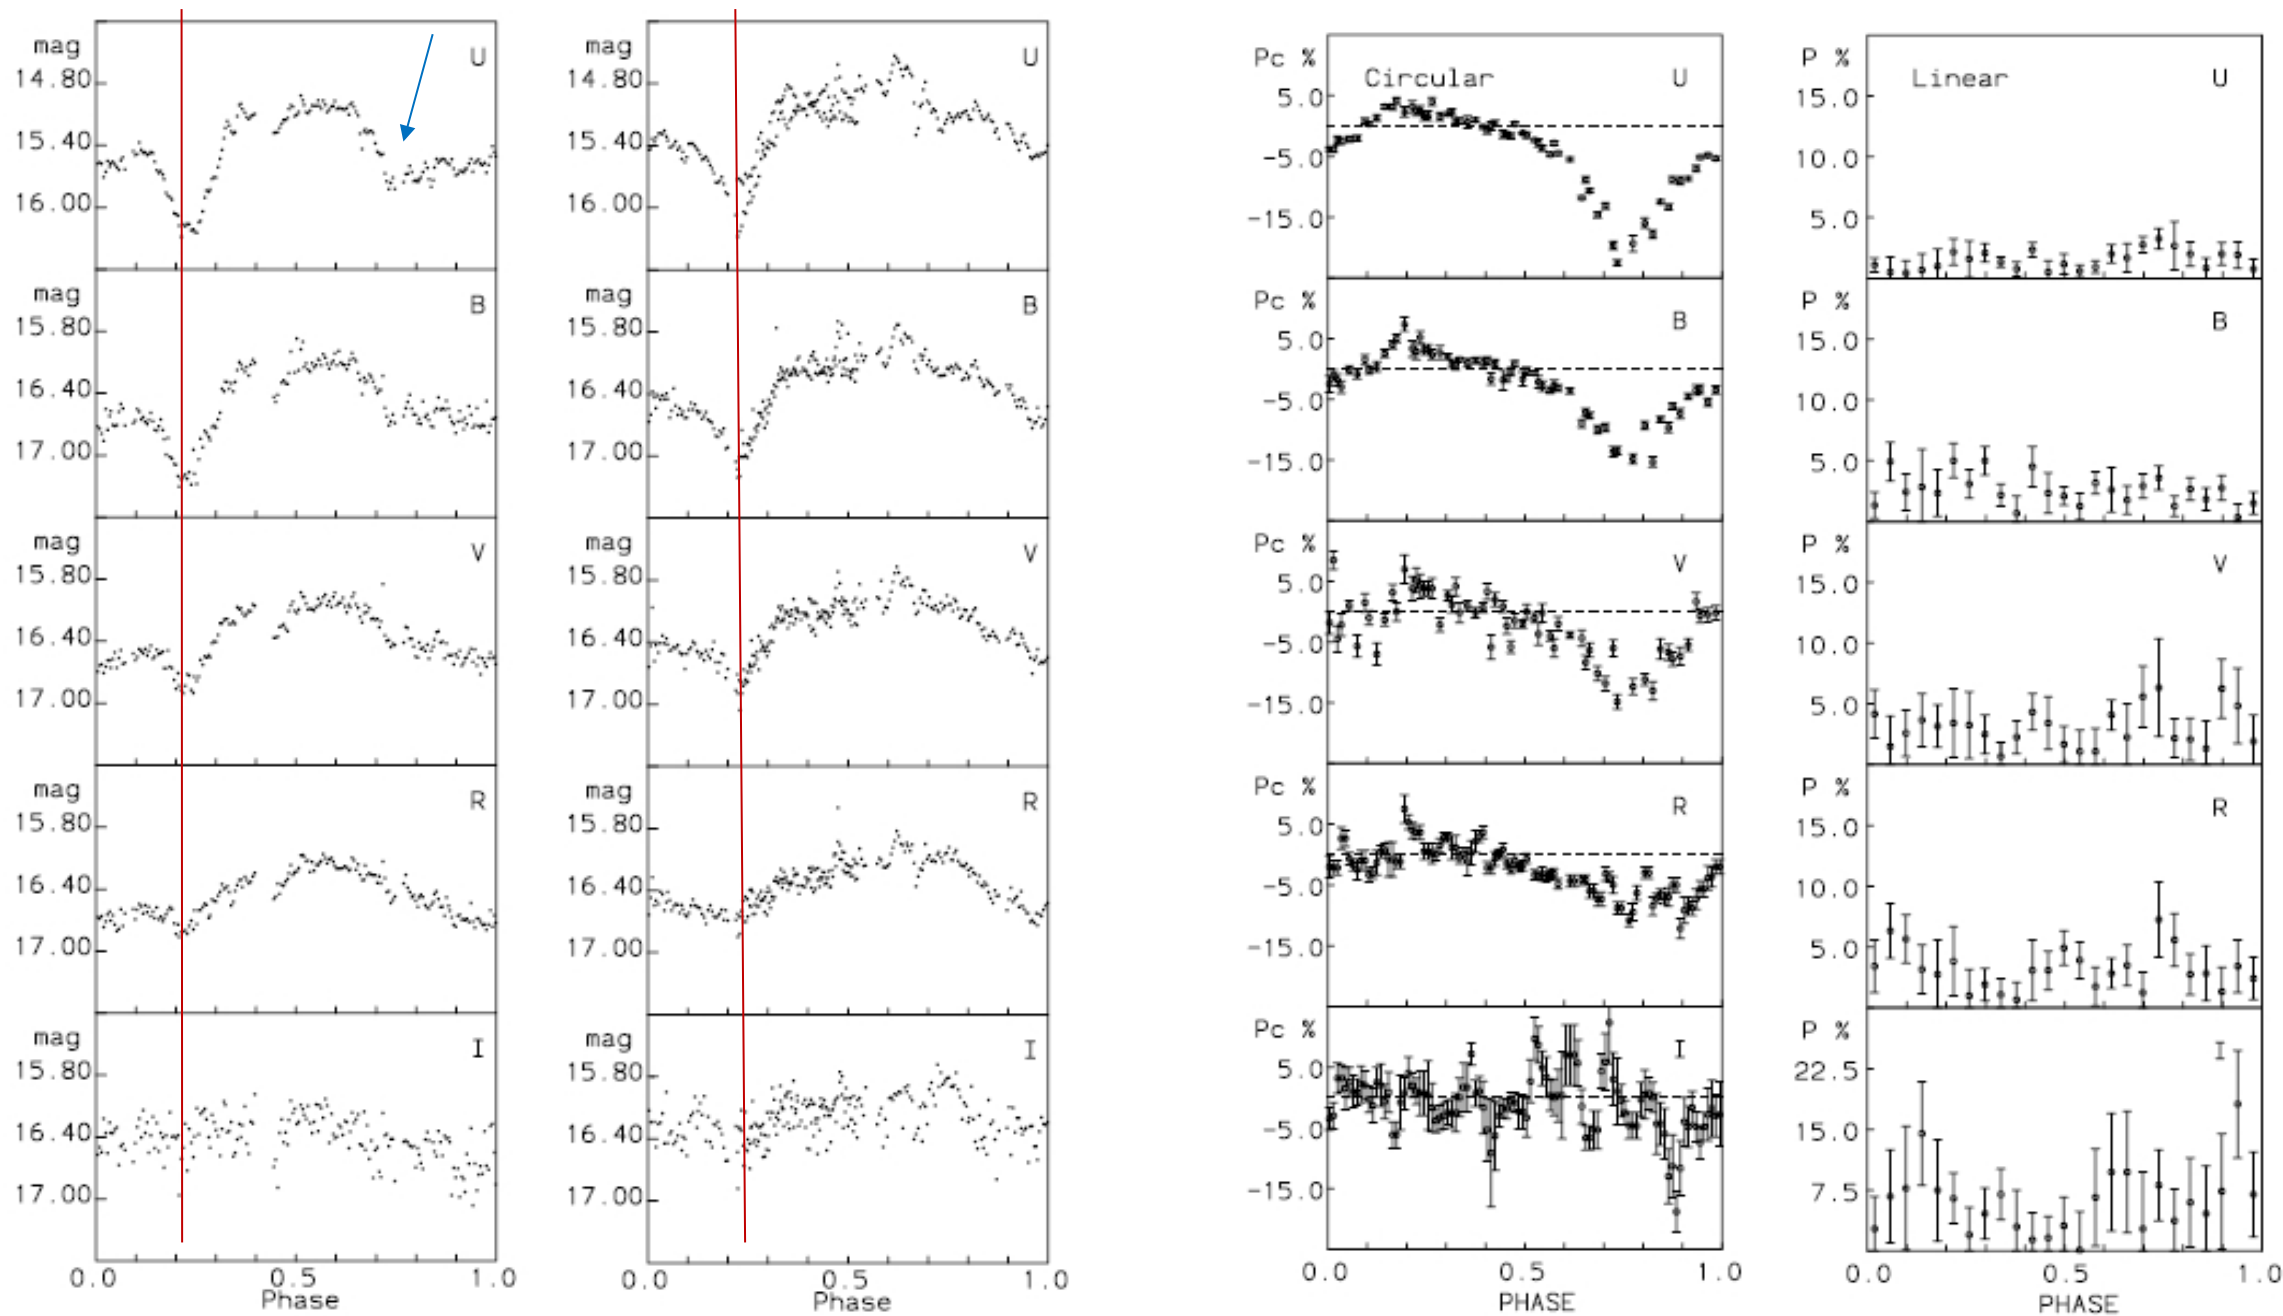 mag
U
14.80
15.40
16.00
mag
B
15.80
16.40
17.00
mag
V
15.80
16.40
17.00
mag
R
15.80
16.40
17.00
mag
I
15.80
16.40
17.00
0.0 0.5 1.0
Phase
mag
U
14.80
15.40
16.00
mag
B
15.80
16.40
17.00
mag
V
15.80
16.40
17.00
mag
R
15.80
16.40
17.00
mag
I
15.80
16.40
17.00
0.0 0.5 1.0
Phase
Pc %
Circular U
5.0
-5.0
-15.0
Pc %
B
5.0
-5.0
-15.0
Pc %
V
5.0
-5.0
-15.0
Pc %
R
5.0
-5.0
-15.0
Pc %
I
5.0
-5.0
-15.0
0.0 0.5 1.0
PHASE
P %
Linear U
15.0
10.0
5.0
P %
B
15.0
10.0
5.0
P %
V
15.0
10.0
5.0
P %
R
15.0
10.0
5.0
P %
I
22.5
15.0
7.5
0.0 0.5 1.0
PHASE